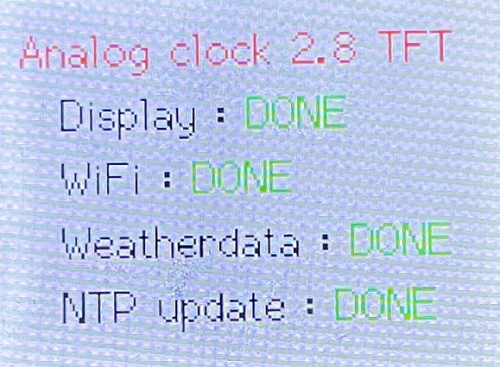 Analog clock 2.8 TFT
Display : DONE
WiFi : DONE
Weatherdata : DONE
NTP update : DONE